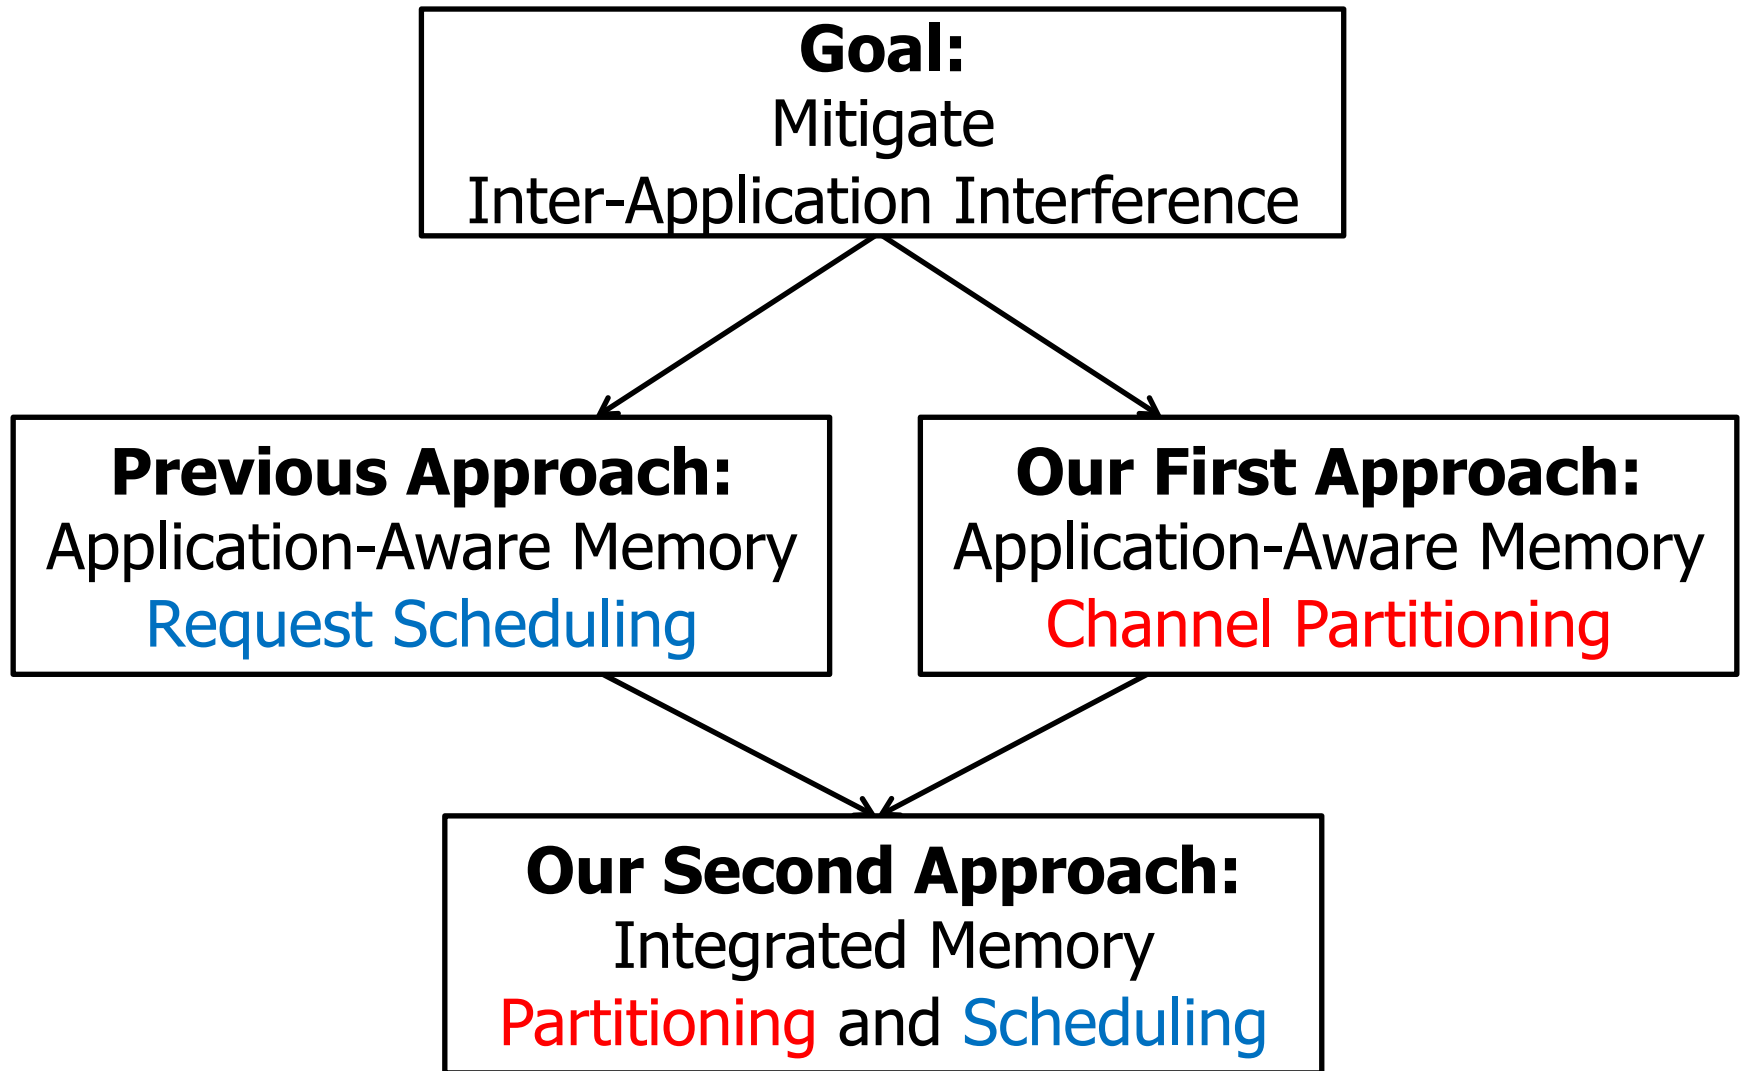 Goal:
Mitigate
Inter-Application Interference
Previous Approach:
Application-Aware Memory
Request Scheduling
Our First Approach:
Application-Aware Memory
Channel Partitioning
Our Second Approach:
Integrated Memory
Partitioning and Scheduling